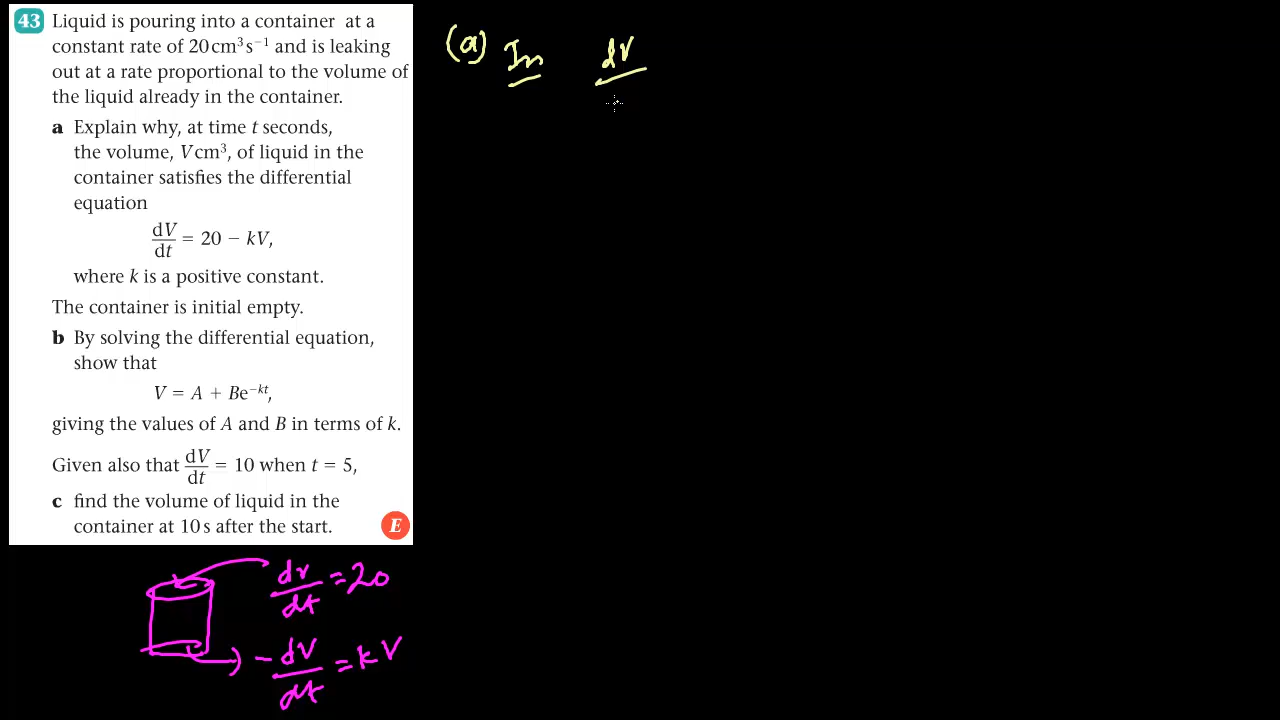 43 Liquid is pouring into a container at a
constant rate of 20 cm³ s⁻¹ and is leaking
out at a rate proportional to the volume of
the liquid already in the container.
a Explain why, at time t seconds,
the volume, V cm³, of liquid in the
container satisfies the differential
equation
dV/dt = 20 − kV,
where k is a positive constant.
The container is initial empty.
b By solving the differential equation,
show that
V = A + Be⁻ᵏᵗ,
giving the values of A and B in terms of k.
Given also that dV/dt = 10 when t = 5,
c find the volume of liquid in the
container at 10 s after the start.
E
dV/dt = 20
− dV/dt = kV
(a) In dV